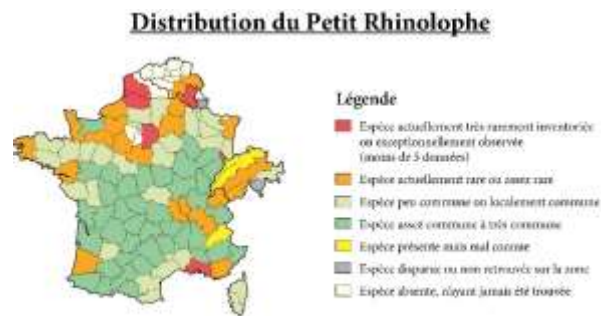 Distribution du Petit Rhinolophe
Légende
Espèce actuellement très rarement inventoriée
ou exceptionnellement observée
(moins de 5 données)
Espèce actuellement rare ou assez rare
Espèce peu commune ou localement commune
Espèce assez commune à très commune
Espèce présente mais mal connue
Espèce disparue ou non retrouvée sur la zone
Espèce absente, n'ayant jamais été trouvée